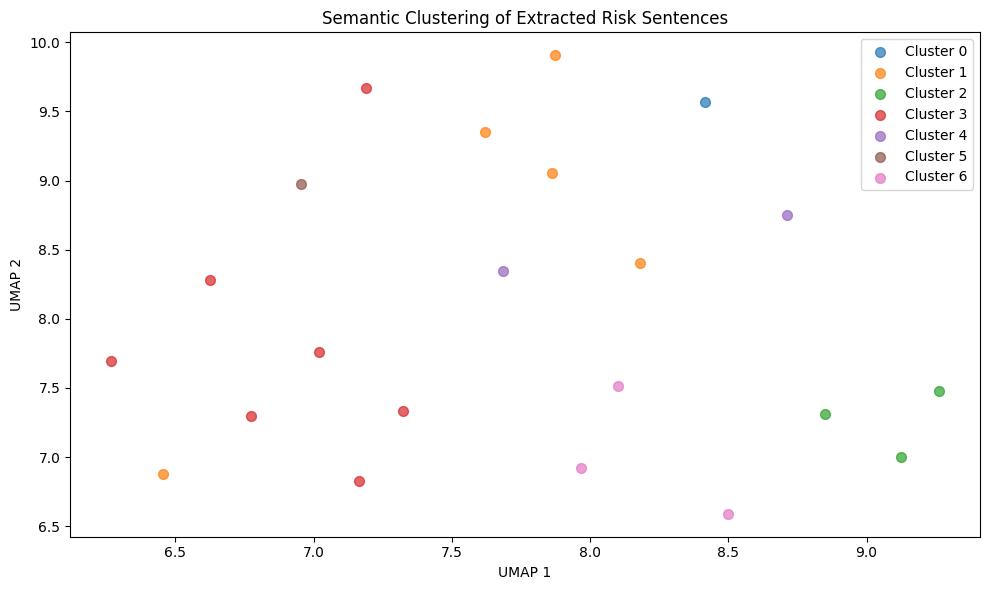 Semantic Clustering of Extracted Risk Sentences
Cluster 0
Cluster 1
Cluster 2
Cluster 3
Cluster 4
Cluster 5
Cluster 6
UMAP 2
10.0
9.5
9.0
8.5
8.0
7.5
7.0
6.5
6.5
7.0
7.5
8.0
8.5
9.0
UMAP 1